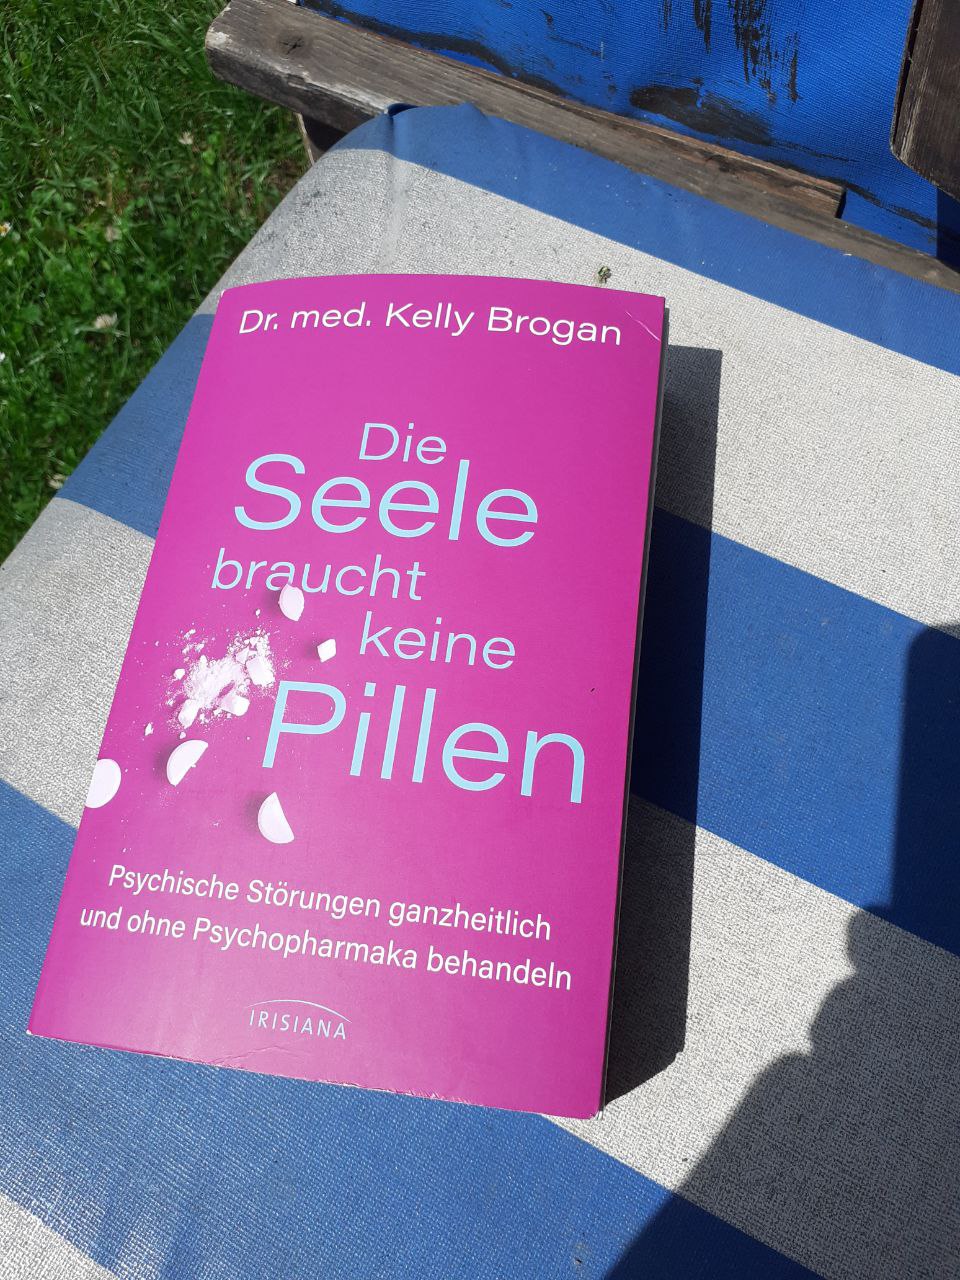 Dr. med. Kelly Brogan
Die
Seele
braucht
keine
Pillen
Psychische Störungen ganzheitlich
und ohne Psychopharmaka behandeln
IRISIANA